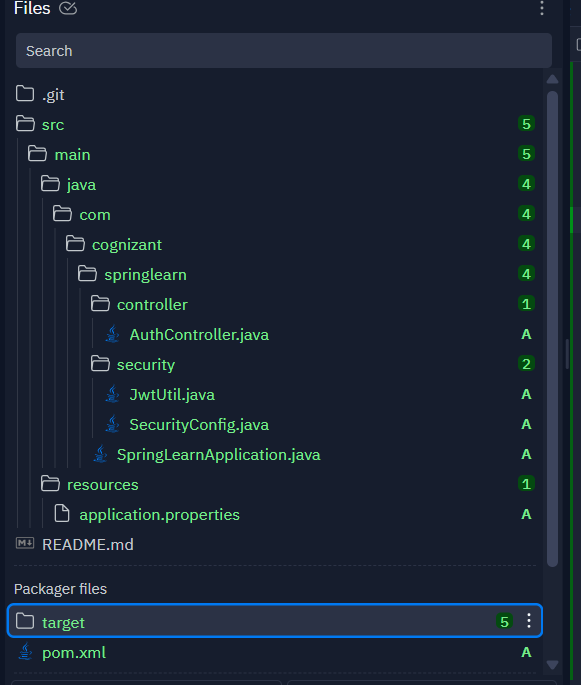 Files
Search
.git
src 5
main 5
java 4
com 4
cognizant 4
springlearn 4
controller 1
AuthController.java A
security 2
JwtUtil.java A
SecurityConfig.java A
SpringLearnApplication.java A
resources 1
application.properties A
M README.md
Packager files
target 5
pom.xml A